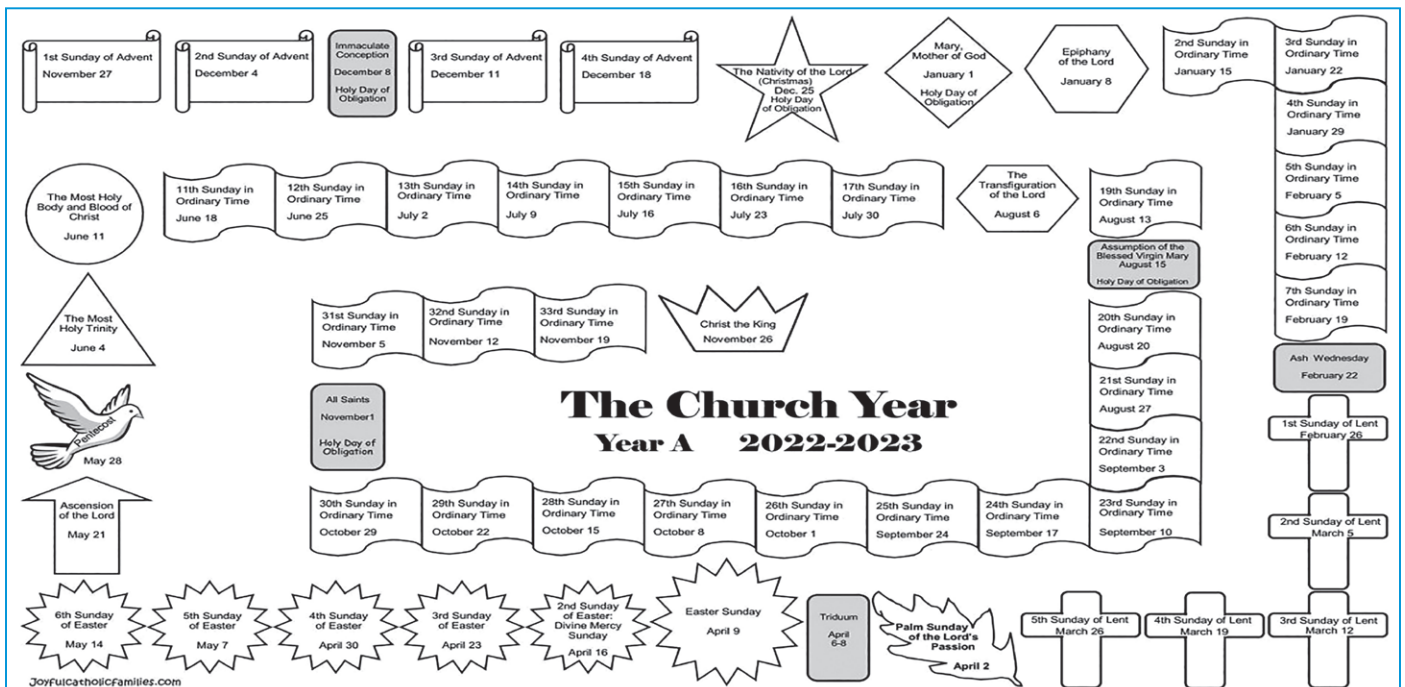 1st Sunday of Advent
November 27
2nd Sunday of Advent
December 4
Immaculate
Conception
December 8
Holy Day of
Obligation
3rd Sunday of Advent
December 11
4th Sunday of Advent
December 18
The Nativity of the Lord
(Christmas)
Dec. 25
Holy Day
of Obligation
Mary,
Mother of God
January 1
Holy Day of
Obligation
Epiphany
of the Lord
January 8
2nd Sunday in
Ordinary Time
January 15
3rd Sunday in
Ordinary Time
January 22
4th Sunday in
Ordinary Time
January 29
5th Sunday in
Ordinary Time
February 5
6th Sunday in
Ordinary Time
February 12
7th Sunday in
Ordinary Time
February 19
Ash Wednesday
February 22
1st Sunday of Lent
February 26
2nd Sunday of Lent
March 5
3rd Sunday of Lent
March 12
4th Sunday of Lent
March 19
5th Sunday of Lent
March 26
Palm Sunday
of the Lord's
Passion
April 2
Triduum
April
6-8
Easter Sunday
April 9
2nd Sunday
of Easter:
Divine Mercy
Sunday
April 16
3rd Sunday
of Easter
April 23
4th Sunday
of Easter
April 30
5th Sunday
of Easter
May 7
6th Sunday
of Easter
May 14
Ascension
of the Lord
May 21
Pentecost
May 28
The Most
Holy Trinity
June 4
The Most Holy
Body and Blood of
Christ
June 11
11th Sunday in
Ordinary Time
June 18
12th Sunday in
Ordinary Time
June 25
13th Sunday in
Ordinary Time
July 2
14th Sunday in
Ordinary Time
July 9
15th Sunday in
Ordinary Time
July 16
16th Sunday in
Ordinary Time
July 23
17th Sunday in
Ordinary Time
July 30
The
Transfiguration
of the Lord
August 6
19th Sunday in
Ordinary Time
August 13
Assumption of the
Blessed Virgin Mary
August 15
Holy Day of Obligation
20th Sunday in
Ordinary Time
August 20
21st Sunday in
Ordinary Time
August 27
22nd Sunday in
Ordinary Time
September 3
23rd Sunday in
Ordinary Time
September 10
24th Sunday in
Ordinary Time
September 17
25th Sunday in
Ordinary Time
September 24
26th Sunday in
Ordinary Time
October 1
27th Sunday in
Ordinary Time
October 8
28th Sunday in
Ordinary Time
October 15
29th Sunday in
Ordinary Time
October 22
30th Sunday in
Ordinary Time
October 29
All Saints
November1
Holy Day of
Obligation
31st Sunday in
Ordinary Time
November 5
32nd Sunday in
Ordinary Time
November 12
33rd Sunday in
Ordinary Time
November 19
Christ the King
November 26
The Church Year
Year A 2022-2023
Joyfulcatholicfamilies.com